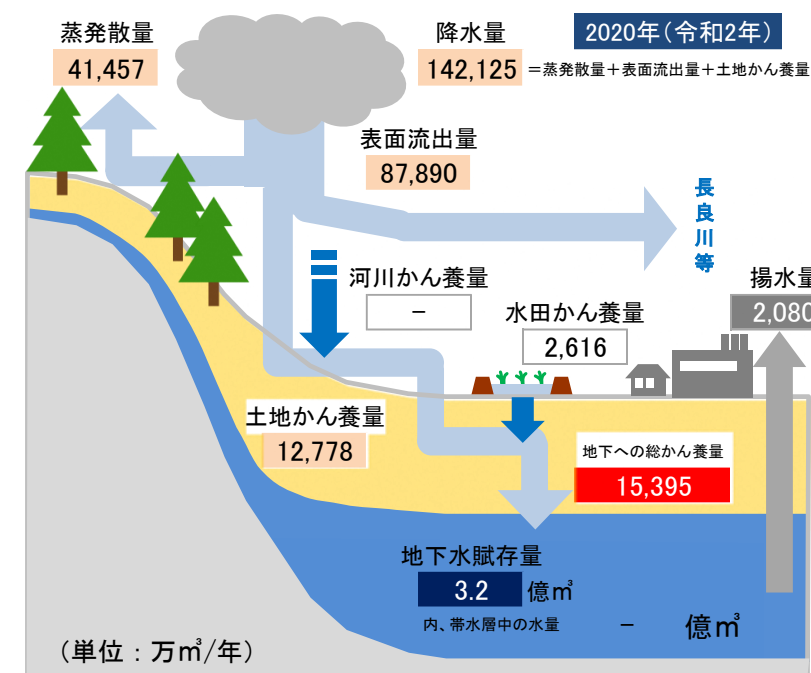 蒸発散量
41,457
降水量
142,125
=蒸発散量+表面流出量+土地かん養量
2020年(令和2年)
表面流出量
87,890
長良川等
河川かん養量
-
水田かん養量
2,616
揚水量
2,080
土地かん養量
12,778
地下への総かん養量
15,395
地下水賦存量
3.2 億㎥
内、帯水層中の水量 - 億㎥
(単位:万㎥/年)